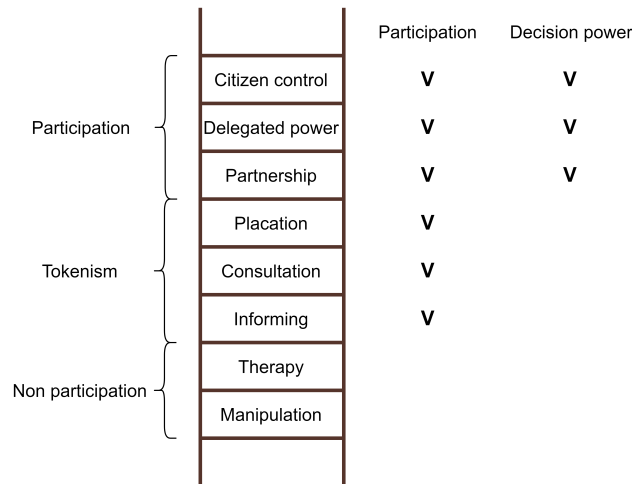 Participation Decision power
Citizen control V V
Participation Delegated power V V
Partnership V V
Placation V
Tokenism Consultation V
Informing V
Therapy
Non participation
Manipulation